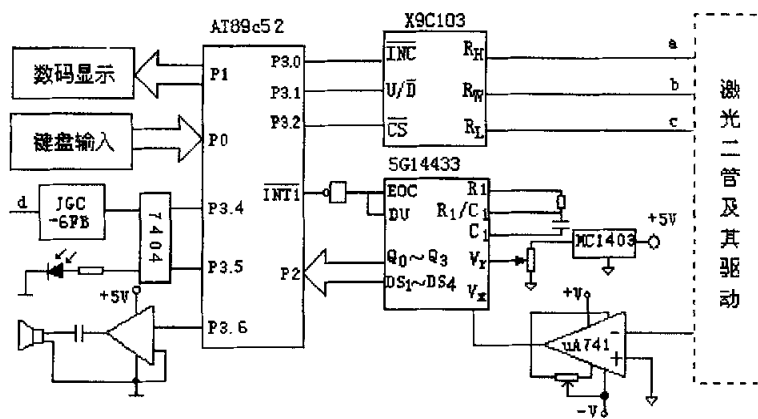 AT89c52
X9C103
数码显示
P1
P3.0
INC
RH
a
P3.1
U/D
RW
b
键盘输入
P0
P3.2
CS
RL
c
激光二管及其驱动
5G14433
d
JGC
-6FB
7404
INT1
EOC
R1
DU
R1/C1
P3.4
C1
MC1403
+5V
P3.5
P2
Q0～Q3
Vr
DS1～DS4
Vx
+5V
P3.6
+V
uA741
-
+
-V